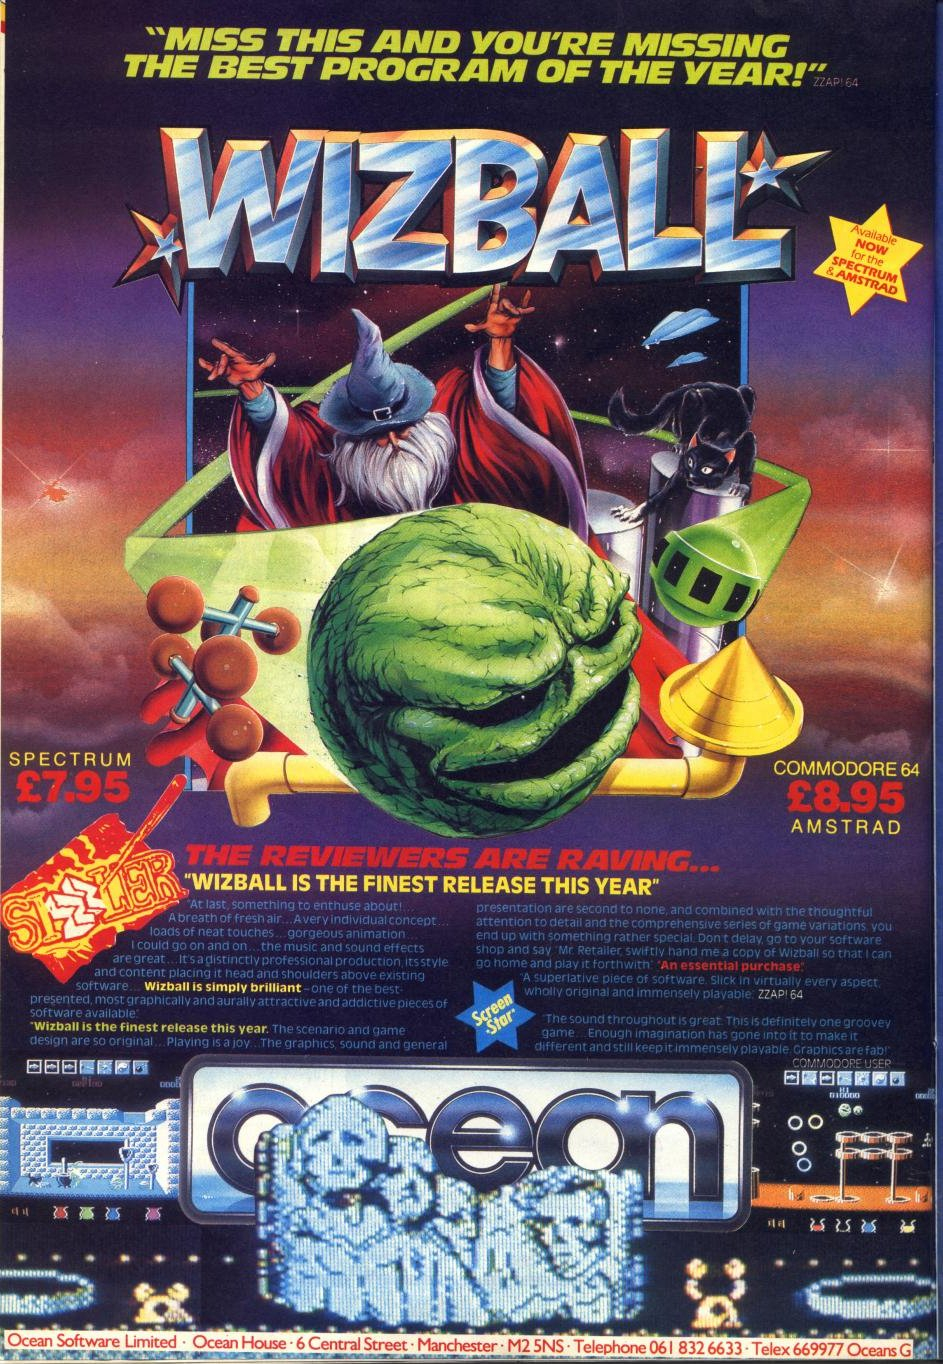 "MISS THIS AND YOU'RE MISSING
THE BEST PROGRAM OF THE YEAR!" ZZAP! 64
WIZBALL
Available
NOW
for the
SPECTRUM
& AMSTRAD
SPECTRUM
£7.95
COMMODORE 64
£8.95
AMSTRAD
SIZZLER
THE REVIEWERS ARE RAVING...
"WIZBALL IS THE FINEST RELEASE THIS YEAR"
"At last, something to enthuse about!...
A breath of fresh air... A very individual concept...
loads of neat touches... gorgeous animation...
I could go on and on... the music and sound effects
are great... It's a distinctly professional production, its style
and content placing it head and shoulders above existing
software... Wizball is simply brilliant – one of the best-
presented, most graphically and aurally attractive and addictive pieces of
software available."
"Wizball is the finest release this year. The scenario and game
design are so original... Playing is a joy... The graphics, sound and general
presentation are second to none, and combined with the thoughtful
attention to detail and the comprehensive series of game variations, you
end up with something rather special. Don't delay, go to your software
shop and say 'Mr. Retailer, swiftly hand me a copy of Wizball so that I can
go home and play it forthwith'. "An essential purchase."
"A superlative piece of software. Slick in virtually every aspect,
wholly original and immensely playable." ZZAP! 64
Screen
Star
"The sound throughout is great. This is definitely one groovey
game... Enough imagination has gone into it to make it
different and still keep it immensely playable. Graphics are fab!"
COMMODORE USER
ocean
Ocean Software Limited · Ocean House · 6 Central Street · Manchester · M2 5NS · Telephone 061 832 6633 · Telex 669977 Oceans G